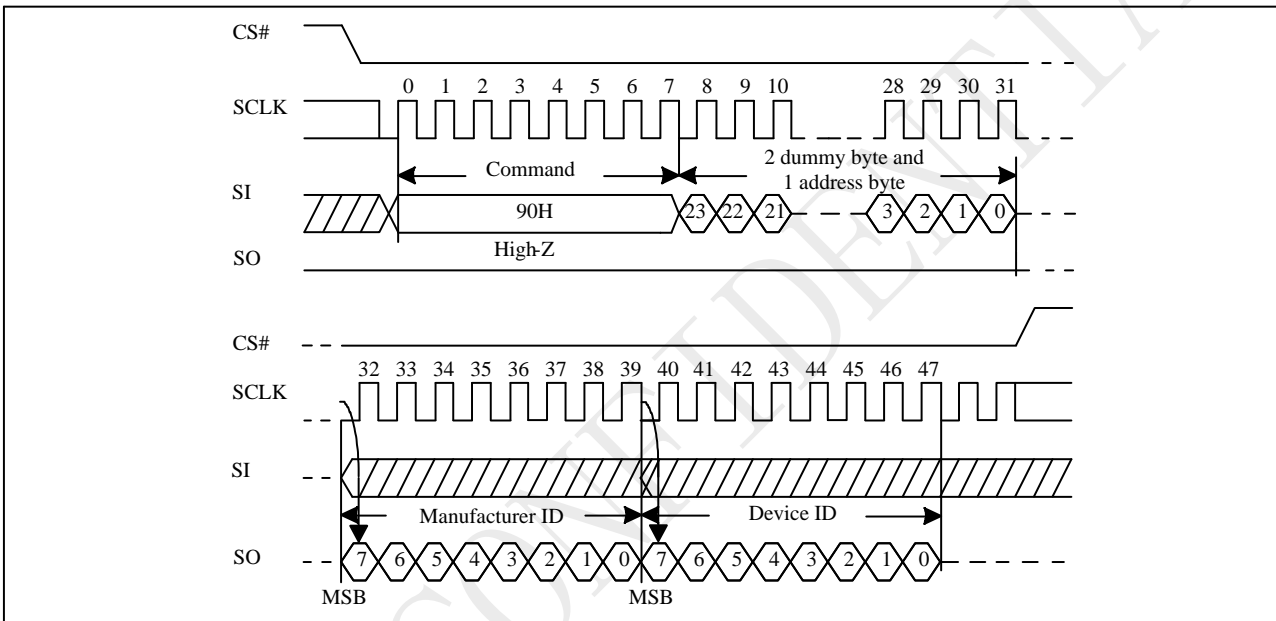 CS#
0 1 2 3 4 5 6 7 8 9 10 28 29 30 31
SCLK
Command
2 dummy byte and
1 address byte
SI
90H
23 22 21 3 2 1 0
High-Z
SO
CS#
32 33 34 35 36 37 38 39 40 41 42 43 44 45 46 47
SCLK
SI
Manufacturer ID
Device ID
SO
7 6 5 4 3 2 1 0 7 6 5 4 3 2 1 0
MSB
MSB
CONFIDENTIA